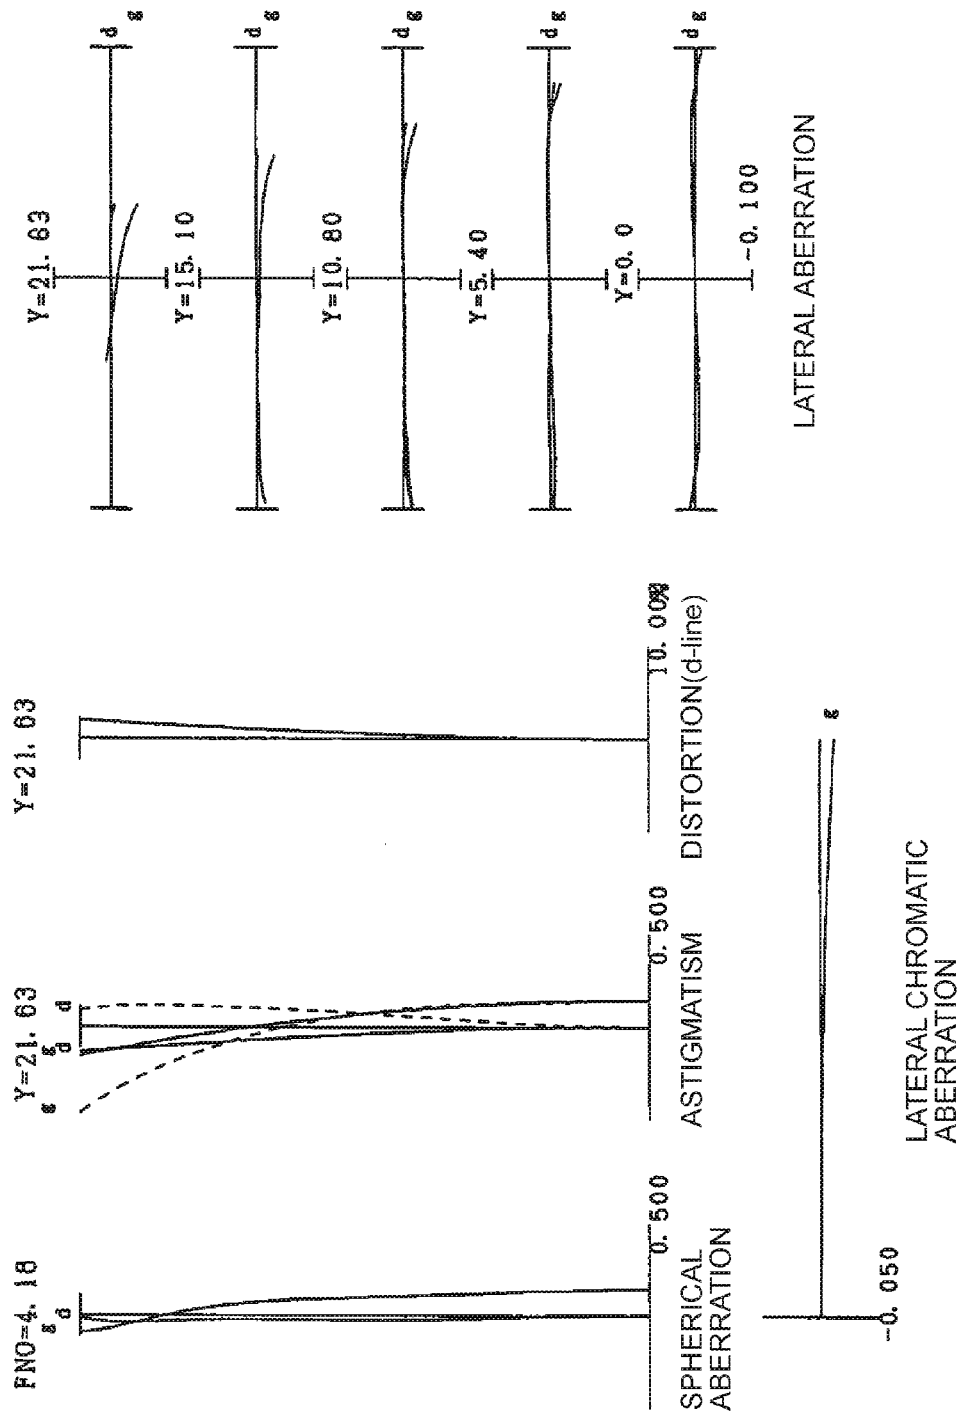 FNO=4. 18
g
d
0. 500
SPHERICAL
ABERRATION
Y=21. 63
g
g
d
d
0. 500
ASTIGMATISM
Y=21. 63
10. 00%
DISTORTION(d-line)
-0. 050
g
LATERAL CHROMATIC
ABERRATION
Y=21. 63
d
g
Y=15. 10
d
g
Y=10. 80
d
g
Y=5. 40
d
g
Y=0. 0
d
g
-0. 100
LATERAL ABERRATION